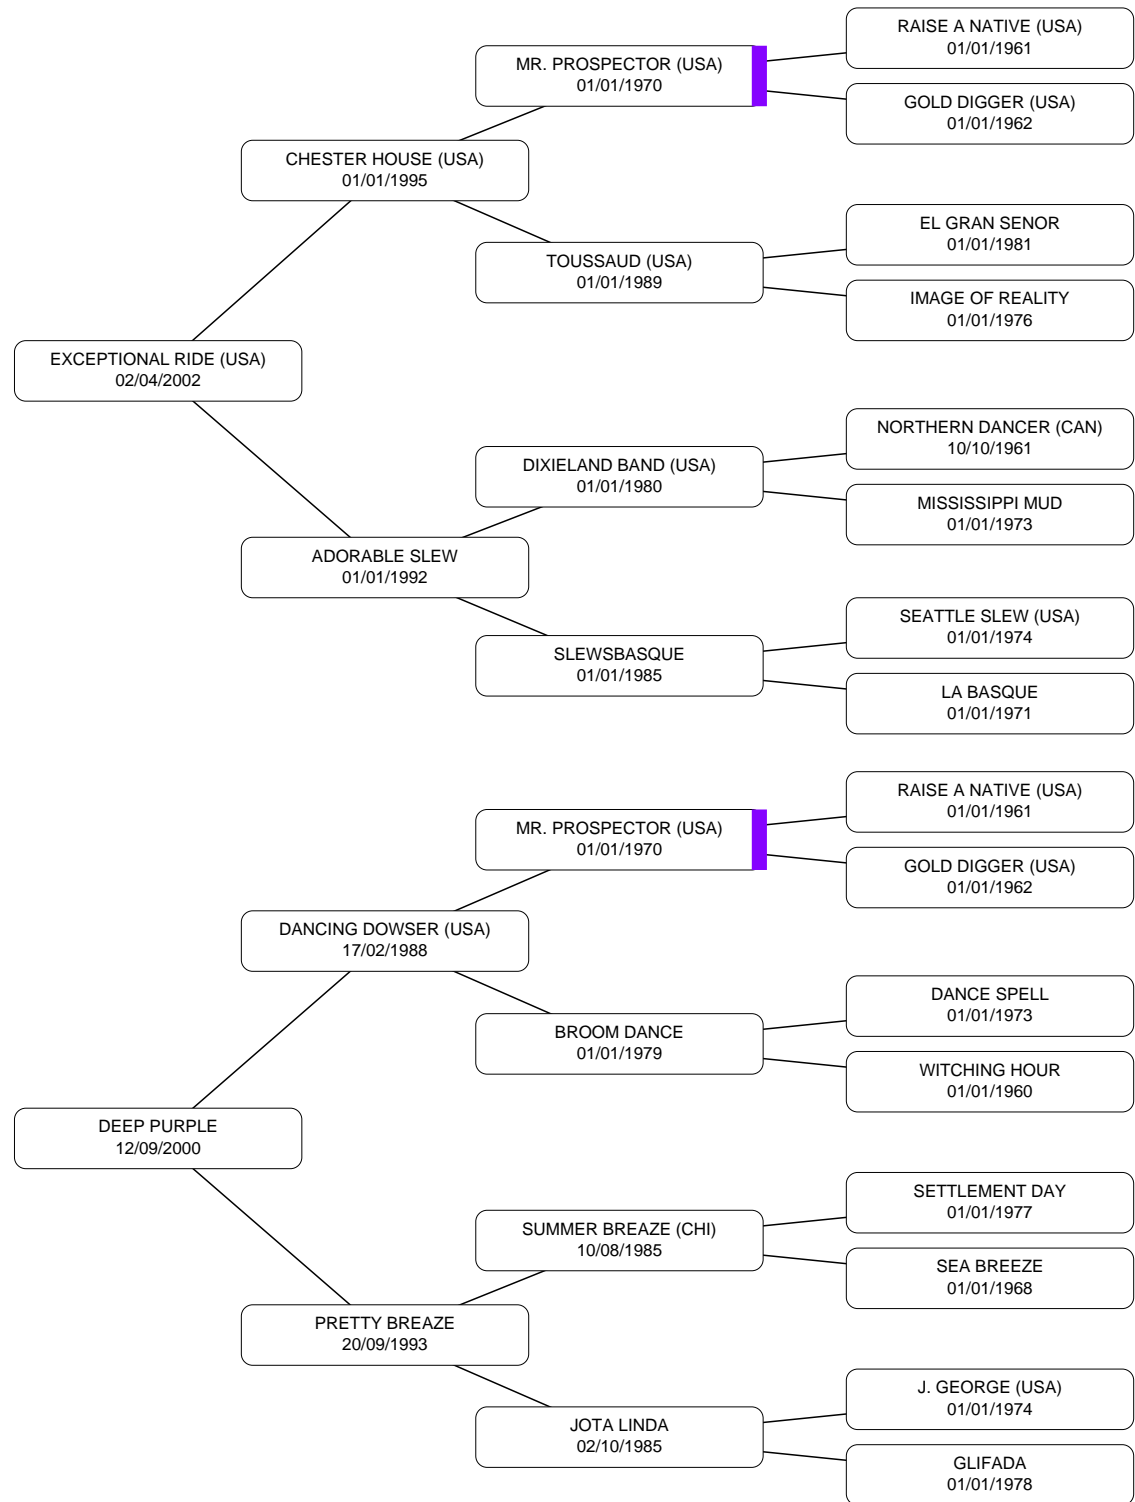 RAISE A NATIVE (USA)
01/01/1961
MR. PROSPECTOR (USA)
01/01/1970
GOLD DIGGER (USA)
01/01/1962
CHESTER HOUSE (USA)
01/01/1995
EL GRAN SENOR
01/01/1981
TOUSSAUD (USA)
01/01/1989
IMAGE OF REALITY
01/01/1976
EXCEPTIONAL RIDE (USA)
02/04/2002
NORTHERN DANCER (CAN)
10/10/1961
DIXIELAND BAND (USA)
01/01/1980
MISSISSIPPI MUD
01/01/1973
ADORABLE SLEW
01/01/1992
SEATTLE SLEW (USA)
01/01/1974
SLEWSBASQUE
01/01/1985
LA BASQUE
01/01/1971
RAISE A NATIVE (USA)
01/01/1961
MR. PROSPECTOR (USA)
01/01/1970
GOLD DIGGER (USA)
01/01/1962
DANCING DOWSER (USA)
17/02/1988
DANCE SPELL
01/01/1973
BROOM DANCE
01/01/1979
WITCHING HOUR
01/01/1960
DEEP PURPLE
12/09/2000
SETTLEMENT DAY
01/01/1977
SUMMER BREAZE (CHI)
10/08/1985
SEA BREEZE
01/01/1968
PRETTY BREAZE
20/09/1993
J. GEORGE (USA)
01/01/1974
JOTA LINDA
02/10/1985
GLIFADA
01/01/1978